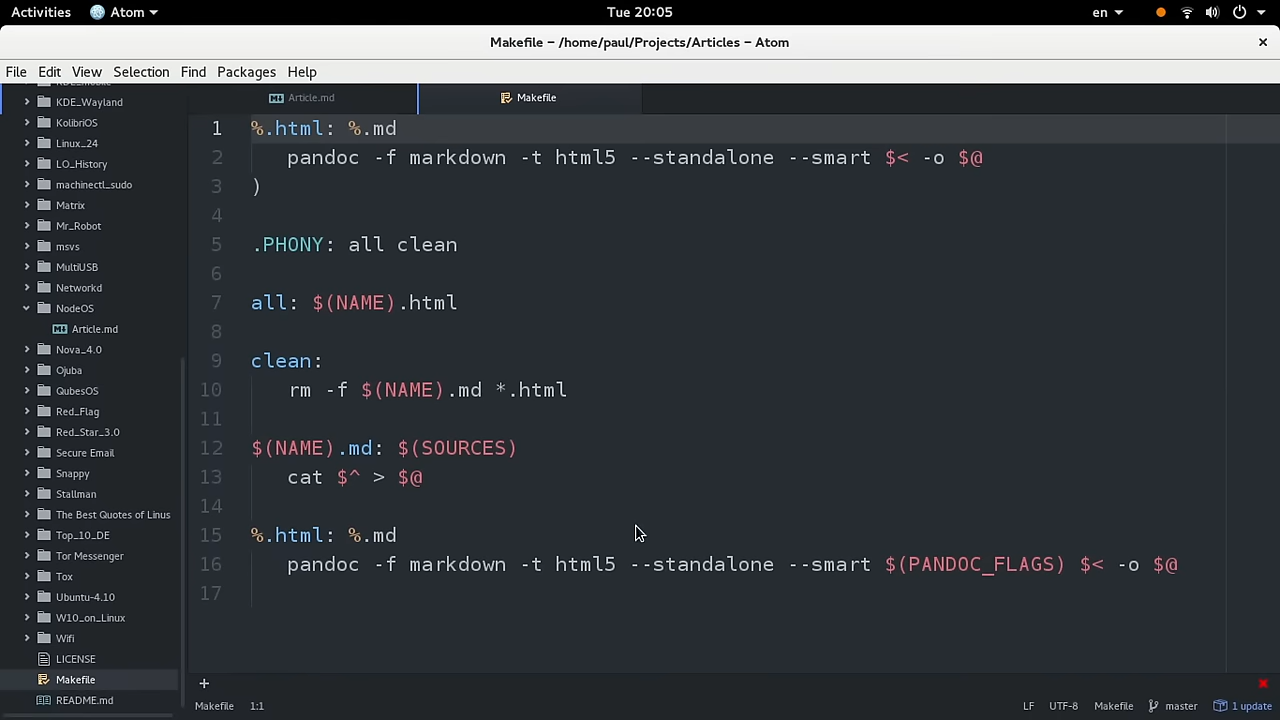 Activities Atom Tue 20:05 en
Makefile – /home/paul/Projects/Articles – Atom
File Edit View Selection Find Packages Help
KDE_Wayland
KolibriOS
Linux_24
LO_History
machinectl_sudo
Matrix
Mr_Robot
msvs
MultiUSB
Networkd
NodeOS
Article.md
Nova_4.0
Ojuba
QubesOS
Red_Flag
Red_Star_3.0
Secure Email
Snappy
Stallman
The Best Quotes of Linus
Top_10_DE
Tor Messenger
Tox
Ubuntu-4.10
W10_on_Linux
Wifi
LICENSE
Makefile
README.md
Article.md Makefile
1 %.html: %.md
2 pandoc -f markdown -t html5 --standalone --smart $< -o $@
3 )
4
5 .PHONY: all clean
6
7 all: $(NAME).html
8
9 clean:
10 rm -f $(NAME).md *.html
11
12 $(NAME).md: $(SOURCES)
13 cat $^ > $@
14
15 %.html: %.md
16 pandoc -f markdown -t html5 --standalone --smart $(PANDOC_FLAGS) $< -o $@
17
Makefile 1:1 LF UTF-8 Makefile master 1 update